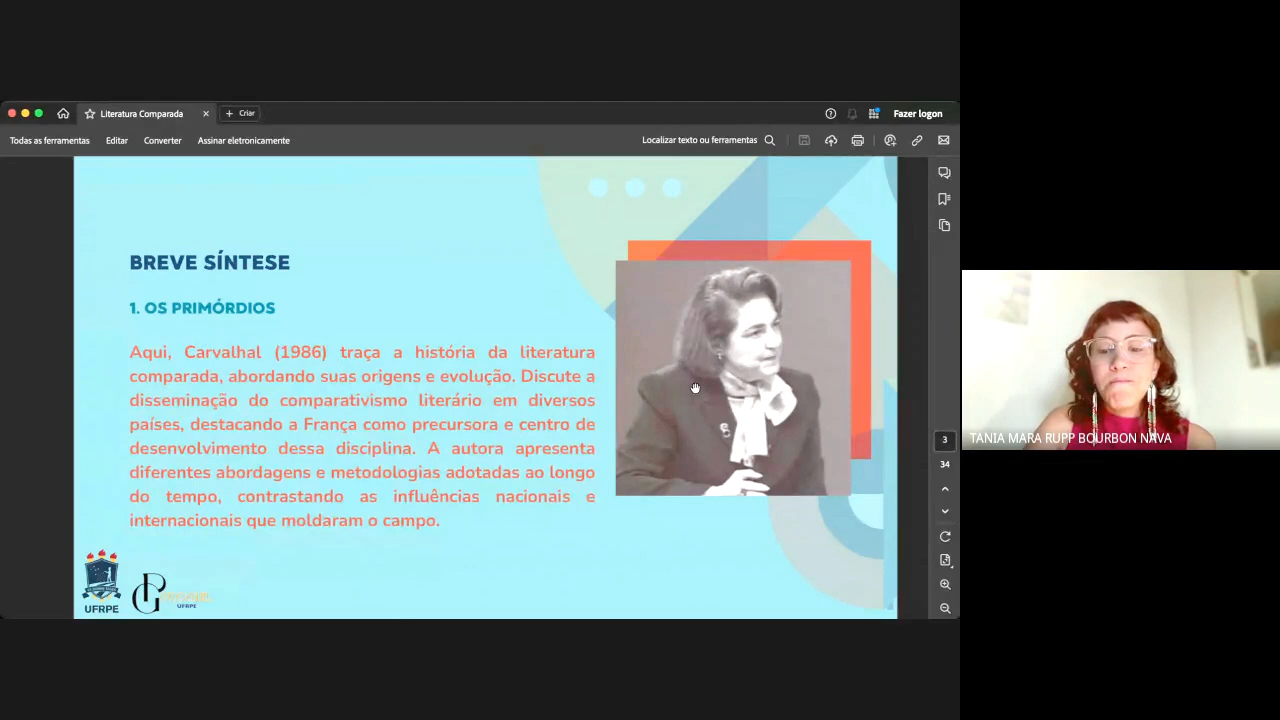 Literatura Comparada
Criar
Fazer logon
Todas as ferramentas
Editar
Converter
Assinar eletronicamente
Localizar texto ou ferramentas
BREVE SÍNTESE
1. OS PRIMÓRDIOS
Aqui, Carvalhal (1986) traça a história da literatura
comparada, abordando suas origens e evolução. Discute a
disseminação do comparativismo literário em diversos
países, destacando a França como precursora e centro de
desenvolvimento dessa disciplina. A autora apresenta
diferentes abordagens e metodologias adotadas ao longo
do tempo, contrastando as influências nacionais e
internacionais que moldaram o campo.
3
34
UFRPE
UFRPE
TANIA MARA RUPP BOURBON NAVA